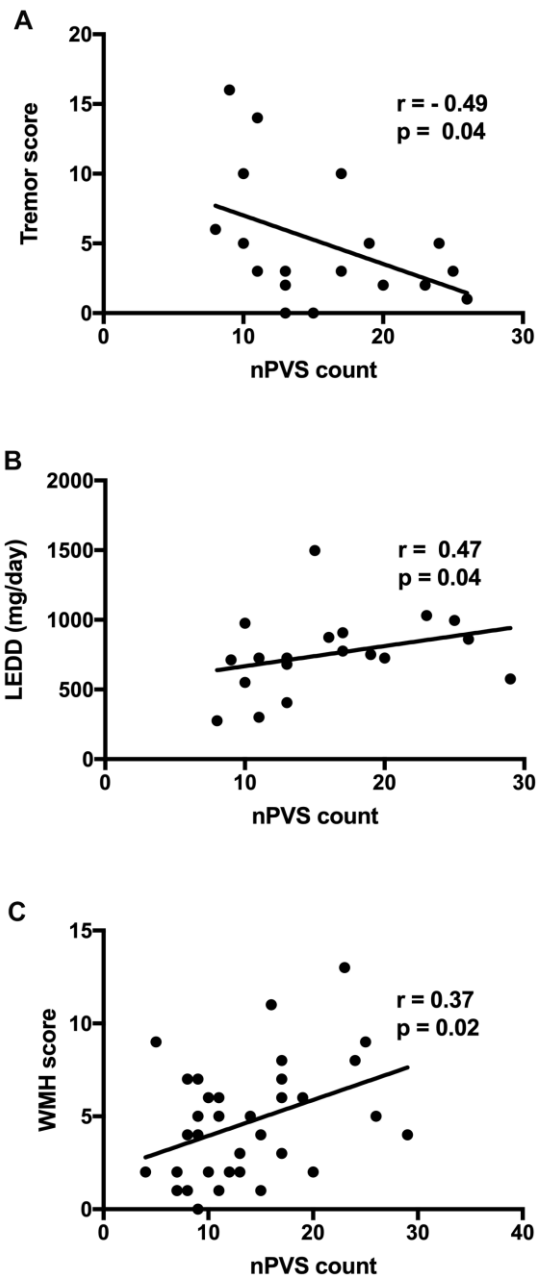 A
20
15
10
5
0
Tremor score
r = - 0.49
p = 0.04
0 10 20 30
nPVS count
B
2000
1500
1000
500
0
LEDD (mg/day)
r = 0.47
p = 0.04
0 10 20 30
nPVS count
C
15
10
5
0
WMH score
r = 0.37
p = 0.02
0 10 20 30 40
nPVS count